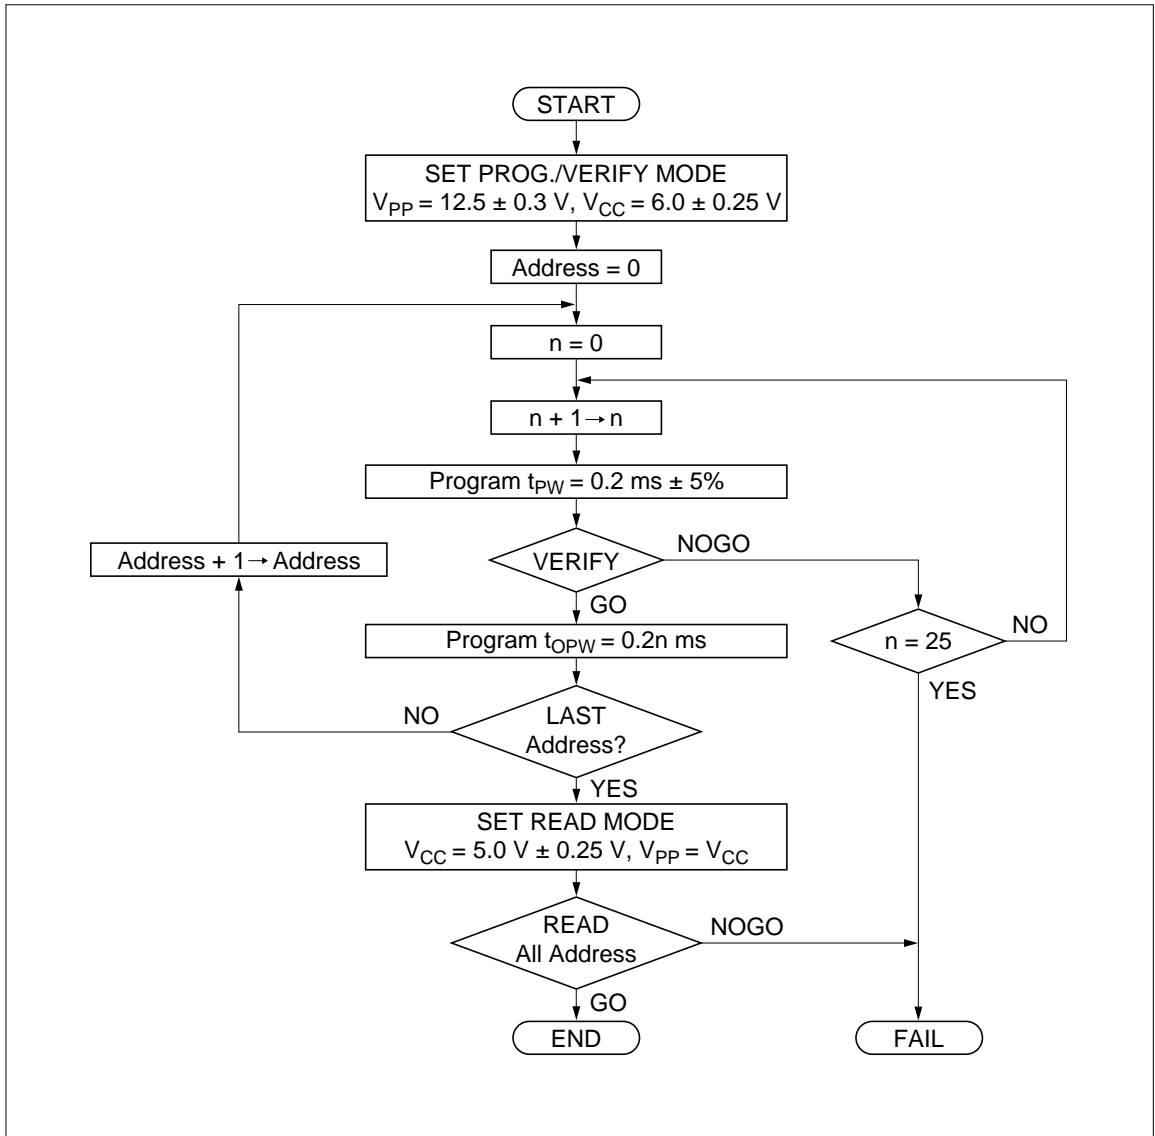 START
SET PROG./VERIFY MODE
VPP = 12.5 ± 0.3 V, VCC = 6.0 ± 0.25 V
Address = 0
n = 0
n + 1→ n
Program tPW = 0.2 ms ± 5%
Address + 1→ Address
VERIFY
NOGO
GO
Program tOPW = 0.2n ms
n = 25
NO
YES
NO
LAST
Address?
YES
SET READ MODE
VCC = 5.0 V ± 0.25 V, VPP = VCC
READ
All Address
NOGO
GO
END
FAIL